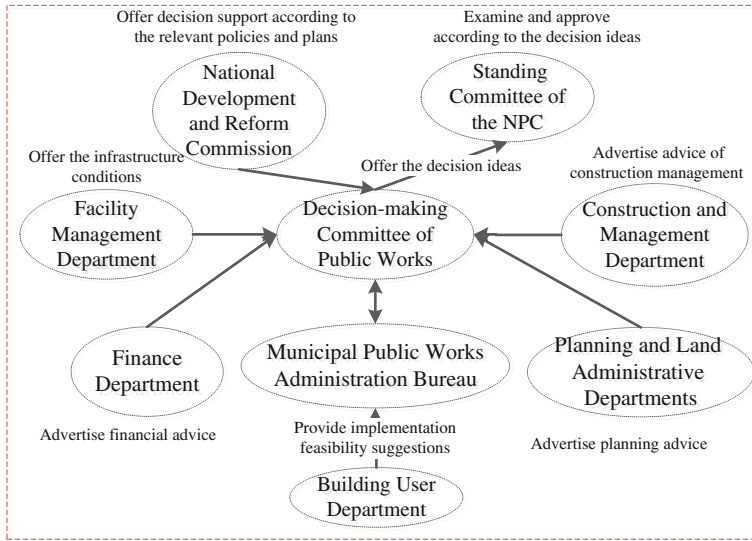 Offer decision support according to
the relevant policies and plans
Examine and approve
according to the decision ideas
National
Development
and Reform
Commission
Standing
Committee of
the NPC
Offer the infrastructure
conditions
Offer the decision ideas
Advertise advice of
construction management
Facility
Management
Department
Decision-making
Committee of
Public Works
Construction and
Management
Department
Finance
Department
Municipal Public Works
Administration Bureau
Planning and Land
Administrative
Departments
Advertise financial advice
Provide implementation
feasibility suggestions
Advertise planning advice
Building User
Department